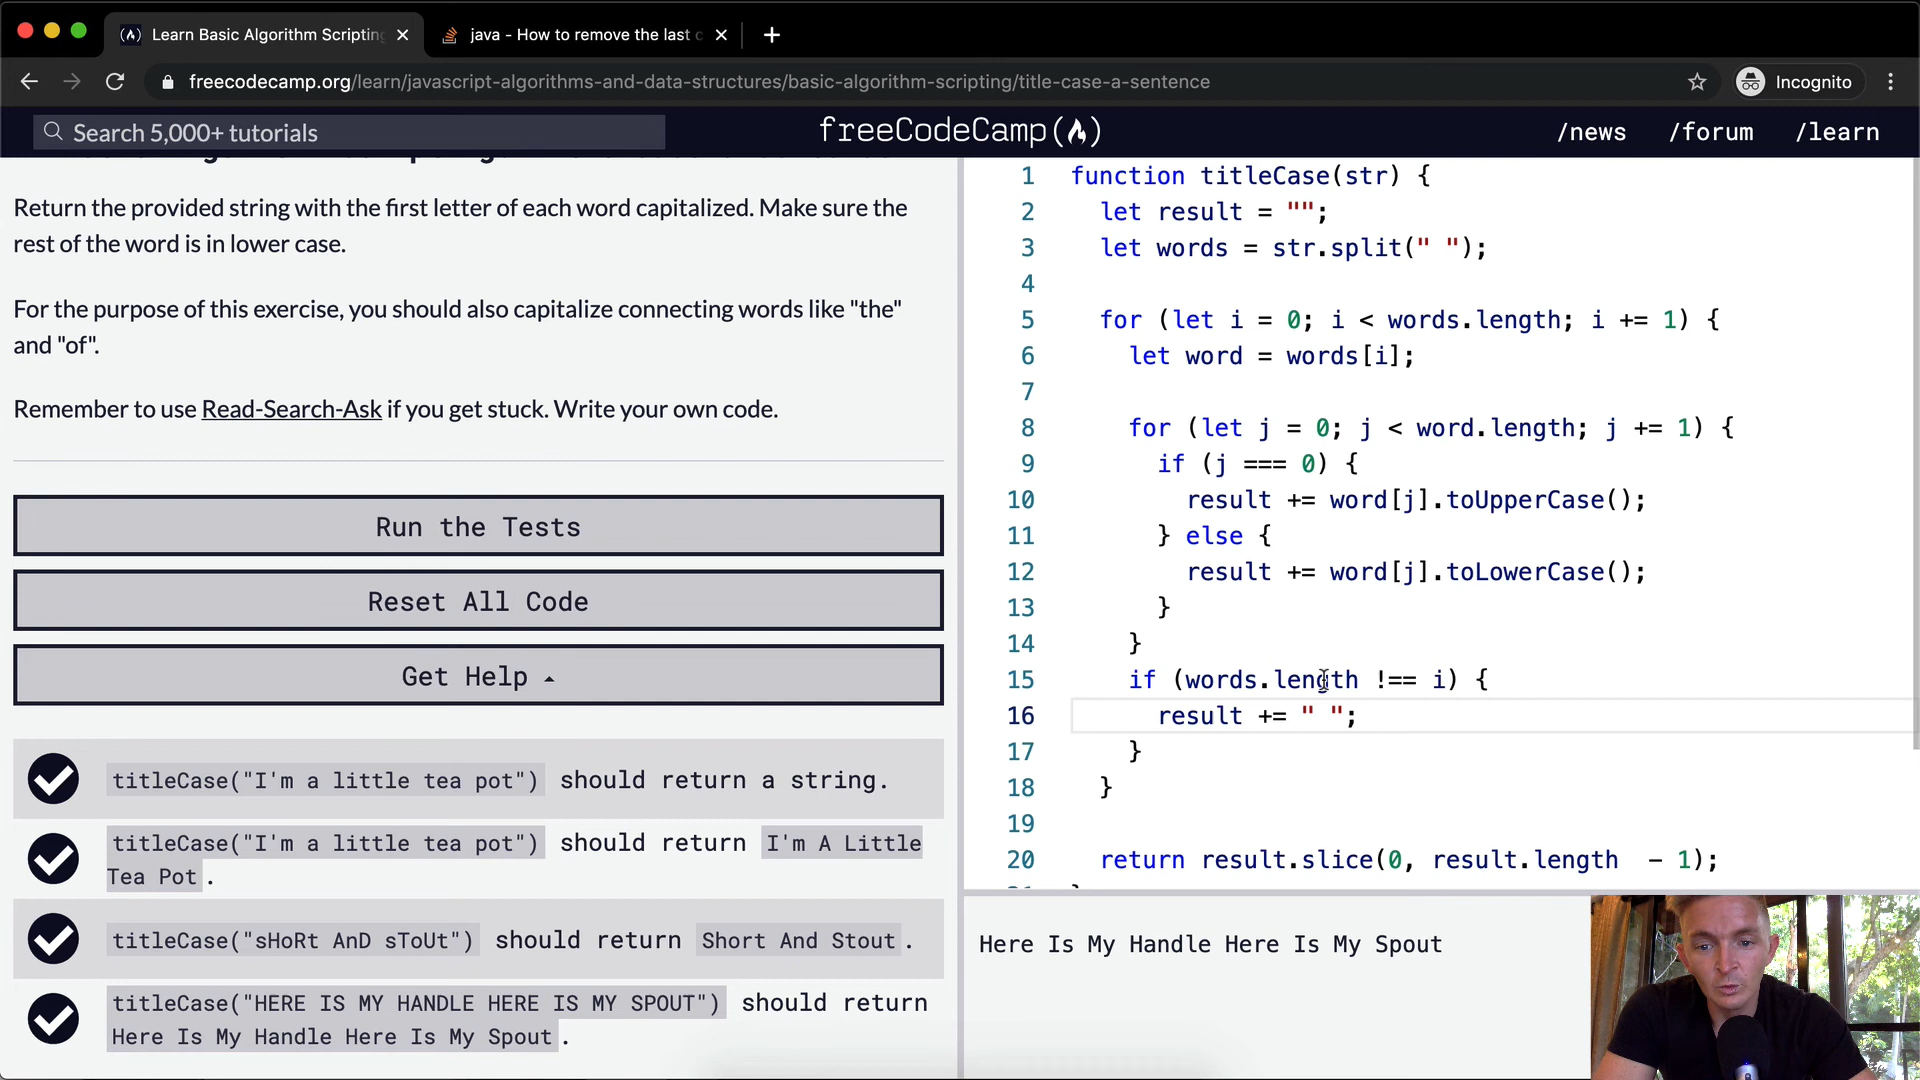 Learn Basic Algorithm Scripting
java - How to remove the last c
freecodecamp.org/learn/javascript-algorithms-and-data-structures/basic-algorithm-scripting/title-case-a-sentence
Incognito
Search 5,000+ tutorials
freeCodeCamp(🔥)
/news
/forum
/learn
Return the provided string with the first letter of each word capitalized. Make sure the
rest of the word is in lower case.
For the purpose of this exercise, you should also capitalize connecting words like "the"
and "of".
Remember to use Read-Search-Ask if you get stuck. Write your own code.
Run the Tests
Reset All Code
Get Help
titleCase("I'm a little tea pot") should return a string.
titleCase("I'm a little tea pot") should return I'm A Little
Tea Pot .
titleCase("sHoRt AnD sToUt") should return Short And Stout .
titleCase("HERE IS MY HANDLE HERE IS MY SPOUT") should return
Here Is My Handle Here Is My Spout .
1 function titleCase(str) {
2 let result = "";
3 let words = str.split(" ");
4
5 for (let i = 0; i < words.length; i += 1) {
6 let word = words[i];
7
8 for (let j = 0; j < word.length; j += 1) {
9 if (j === 0) {
10 result += word[j].toUpperCase();
11 } else {
12 result += word[j].toLowerCase();
13 }
14 }
15 if (words.length !== i) {
16 result += " ";
17 }
18 }
19
20 return result.slice(0, result.length  - 1);
Here Is My Handle Here Is My Spout